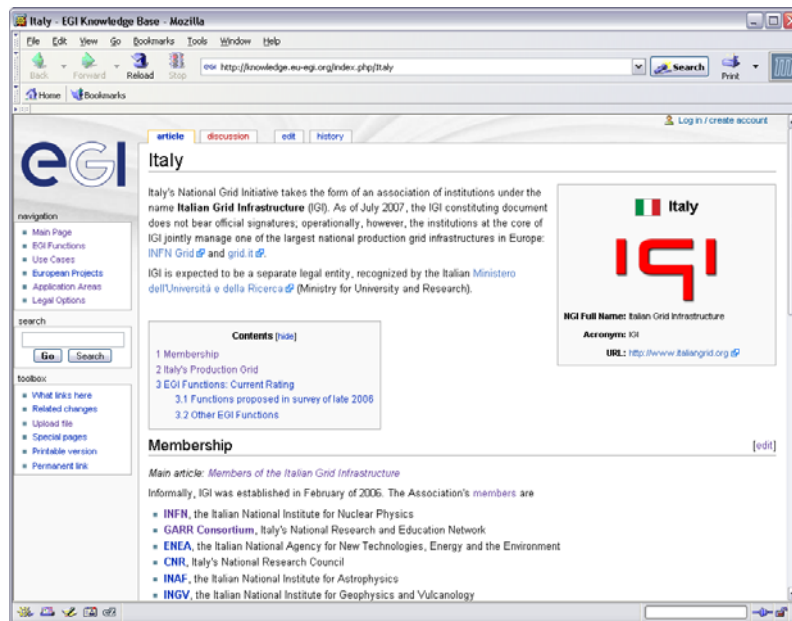 Italy - EGI Knowledge Base - Mozilla
File Edit View Go Bookmarks Tools Window Help
Back Forward Reload Stop http://knowledge.eu-egi.org/index.php/Italy Search Print
Home Bookmarks
Log in / create account
article discussion edit history
eGI
Italy
Italy's National Grid Initiative takes the form of an association of institutions under the
name Italian Grid Infrastructure (IGI). As of July 2007, the IGI constituting document
does not bear official signatures; operationally, however, the institutions at the core of
IGI jointly manage one of the largest national production grid infrastructures in Europe:
INFN Grid and grid.it.
IGI is expected to be a separate legal entity, recognized by the Italian Ministero
dell'Università e della Ricerca (Ministry for University and Research).
Italy
IGI
NGI Full Name: Italian Grid Infrastructure
Acronym: IGI
URL: http://www.italiangrid.org
navigation
Main Page
EGI Functions
Use Cases
European Projects
Application Areas
Legal Options
search
Go Search
toolbox
What links here
Related changes
Upload file
Special pages
Printable version
Permanent link
Contents [hide]
1 Membership
2 Italy's Production Grid
3 EGI Functions: Current Rating
3.1 Functions proposed in survey of late 2006
3.2 Other EGI Functions
Membership [edit]
Main article: Members of the Italian Grid Infrastructure
Informally, IGI was established in February of 2006. The Association's members are
INFN, the Italian National Institute for Nuclear Physics
GARR Consortium, Italy's National Research and Education Network
ENEA, the Italian National Agency for New Technologies, Energy and the Environment
CNR, Italy's National Research Council
INAF, the Italian National Institute for Astrophysics
INGV, the Italian National Institute for Geophysics and Vulcanology